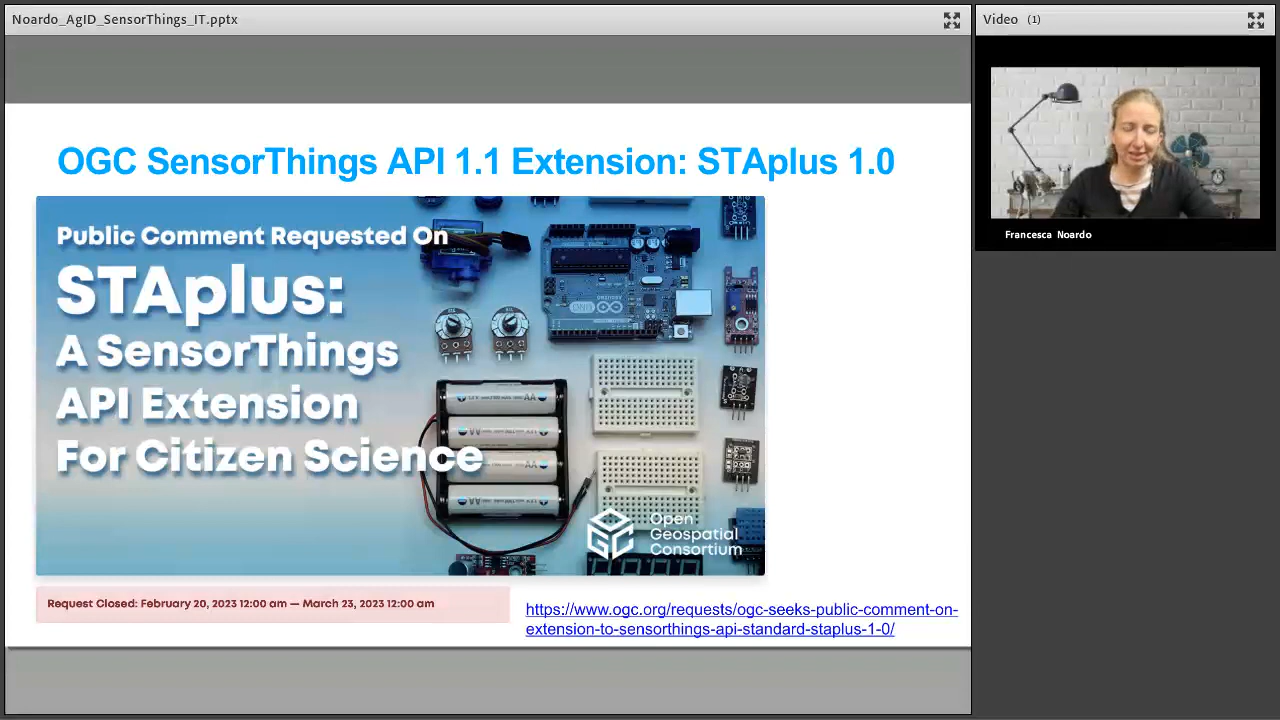 Noardo_AgID_SensorThings_IT.pptx
Video (1)
OGC SensorThings API 1.1 Extension: STAplus 1.0
Public Comment Requested On
STAplus:
A SensorThings
API Extension
For Citizen Science
Open
Geospatial
Consortium
Request Closed: February 20, 2023 12:00 am — March 23, 2023 12:00 am
https://www.ogc.org/requests/ogc-seeks-public-comment-on-
extension-to-sensorthings-api-standard-staplus-1-0/
Francesca Noardo